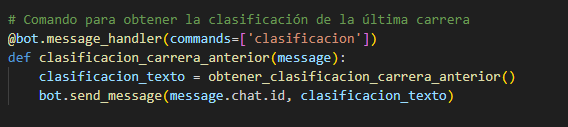 # Comando para obtener la clasificación de la última carrera
@bot.message_handler(commands=['clasificacion'])
def clasificacion_carrera_anterior(message):
    clasificacion_texto = obtener_clasificacion_carrera_anterior()
    bot.send_message(message.chat.id, clasificacion_texto)